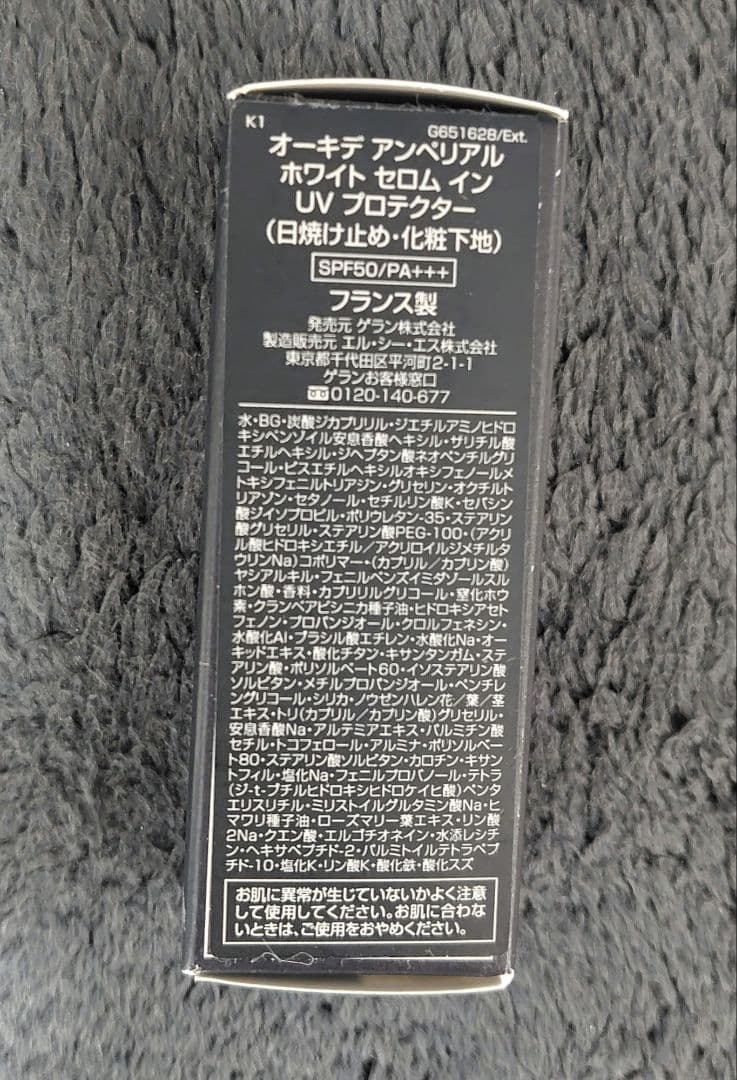 K1
G651628/Ext.
オーキデ アンペリアル
ホワイト セロム イン
UV プロテクター
(日焼け止め・化粧下地)
SPF50/PA+++
フランス製
発売元 ゲラン株式会社
製造販売元 エル・シー・エス株式会社
東京都千代田区平河町2-1-1
ゲランお客様窓口
0120-140-677
水・BG・炭酸ジカプリリル・ジエチルアミノヒドロ
キシベンゾイル安息香酸ヘキシル・サリチル酸
エチルヘキシル・ジヘプタン酸ネオペンチルグリ
コール・ビスエチルヘキシルオキシフェノールメ
トキシフェニルトリアジン・グリセリン・オクチルト
リアゾン・セタノール・セチルリン酸K・セバシン
酸ジイソプロピル・ポリウレタン-35・ステアリン
酸グリセリル・ステアリン酸PEG-100・(アクリ
ル酸ヒドロキシエチル/アクリロイルジメチルタ
ウリンNa)コポリマー・(カプリル/カプリン酸)
ヤシアルキル・フェニルベンズイミダゾールスル
ホン酸・香料・カプリリルグリコール・窒化ホウ
素・クランベアビシニカ種子油・ヒドロキシアセト
フェノン・プロパンジオール・クロルフェネシン・
水酸化Al・ブラシル酸エチレン・水酸化Na・オー
キッドエキス・酸化チタン・キサンタンガム・ステ
アリン酸・ポリソルベート60・イソステアリン酸
ソルビタン・メチルプロパンジオール・ペンチレ
ングリコール・シリカ・ノウゼンハレン花/葉/茎
エキス・トリ(カプリル/カプリン酸)グリセリル・
安息香酸Na・アルテミアエキス・パルミチン酸
セチル・トコフェロール・アルミナ・ポリソルベー
ト80・ステアリン酸ソルビタン・カロチン・キサン
トフィル・塩化Na・フェニルプロパノール・テトラ
(ジ-t-ブチルヒドロキシヒドロケイヒ酸)ペンタ
エリスリチル・ミリストイルグルタミン酸Na・ヒ
マワリ種子油・ローズマリー葉エキス・リン酸
2Na・クエン酸・エルゴチオネイン・水添レシチ
ン・ヘキサペプチド-2・パルミトイルテトラペプ
チド-10・塩化K・リン酸K・酸化鉄・酸化スズ
お肌に異常が生じていないかよく注意
して使用してください。お肌に合わな
いときは、ご使用をおやめください。